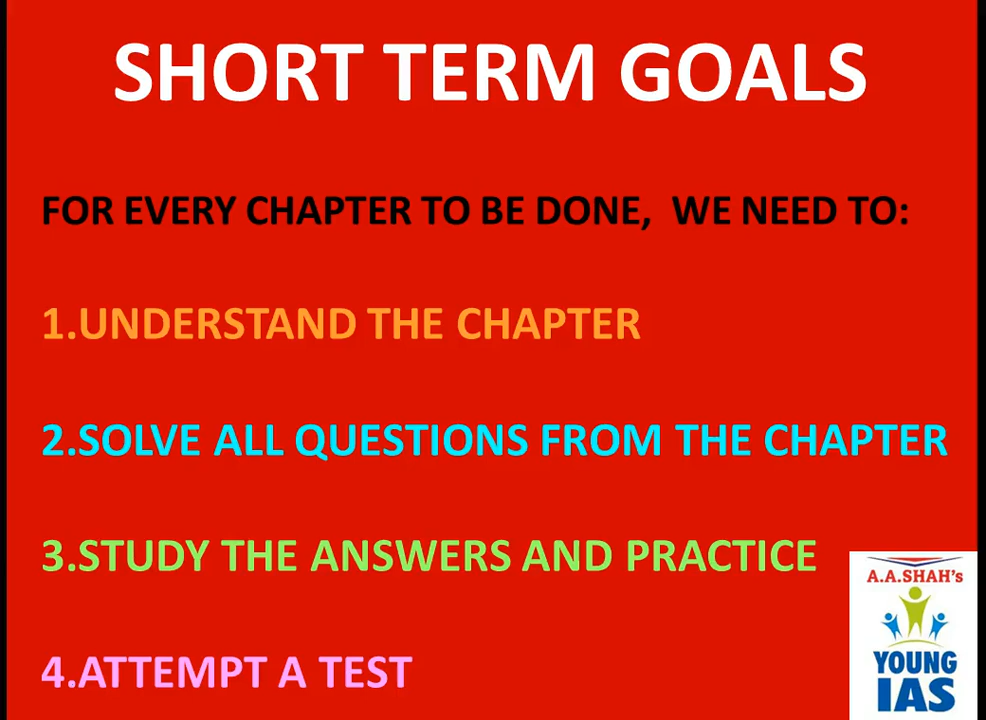 SHORT TERM GOALS
FOR EVERY CHAPTER TO BE DONE,  WE NEED TO:
1.UNDERSTAND THE CHAPTER
2.SOLVE ALL QUESTIONS FROM THE CHAPTER
3.STUDY THE ANSWERS AND PRACTICE
4.ATTEMPT A TEST
A.A.SHAH's
YOUNG
IAS